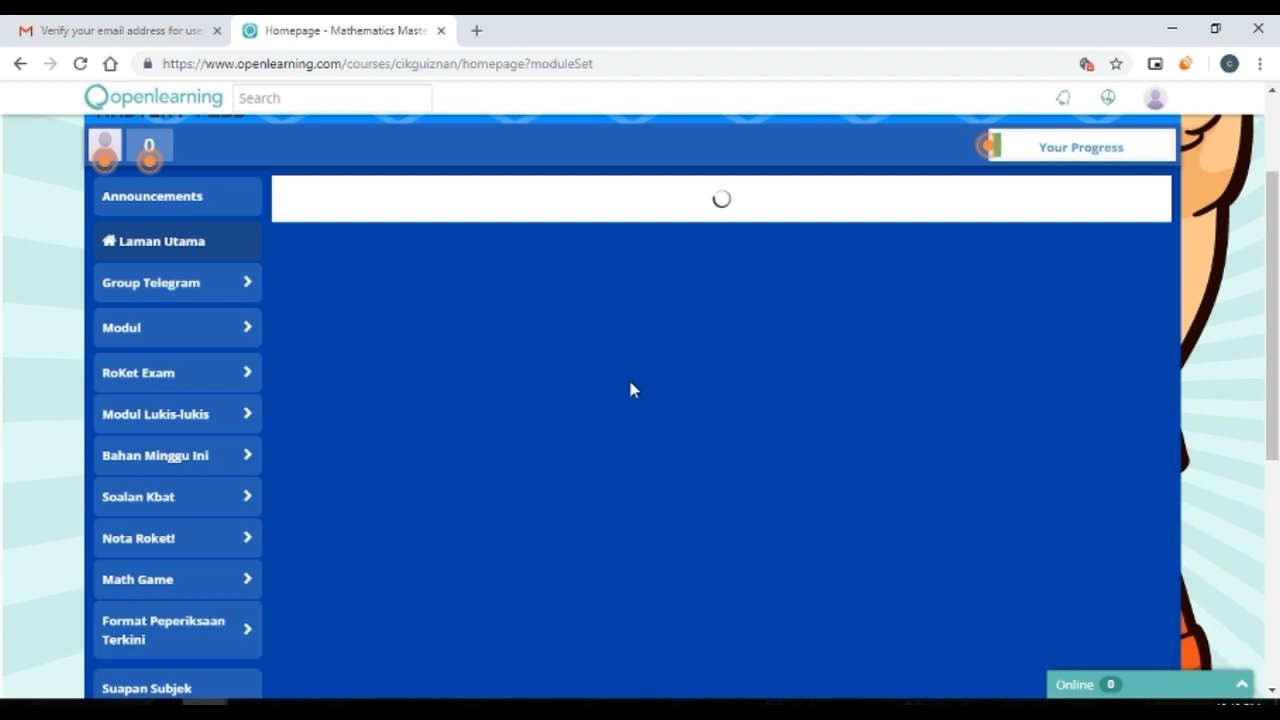 Verify your email address for use
Homepage - Mathematics Maste
https://www.openlearning.com/courses/cikguiznan/homepage?moduleSet
C
openlearning
Search
0
Your Progress
Announcements
Laman Utama
Group Telegram
Modul
RoKet Exam
Modul Lukis-lukis
Bahan Minggu Ini
Soalan Kbat
Nota Roket!
Math Game
Format Peperiksaan
Terkini
Suapan Subjek
Online 0